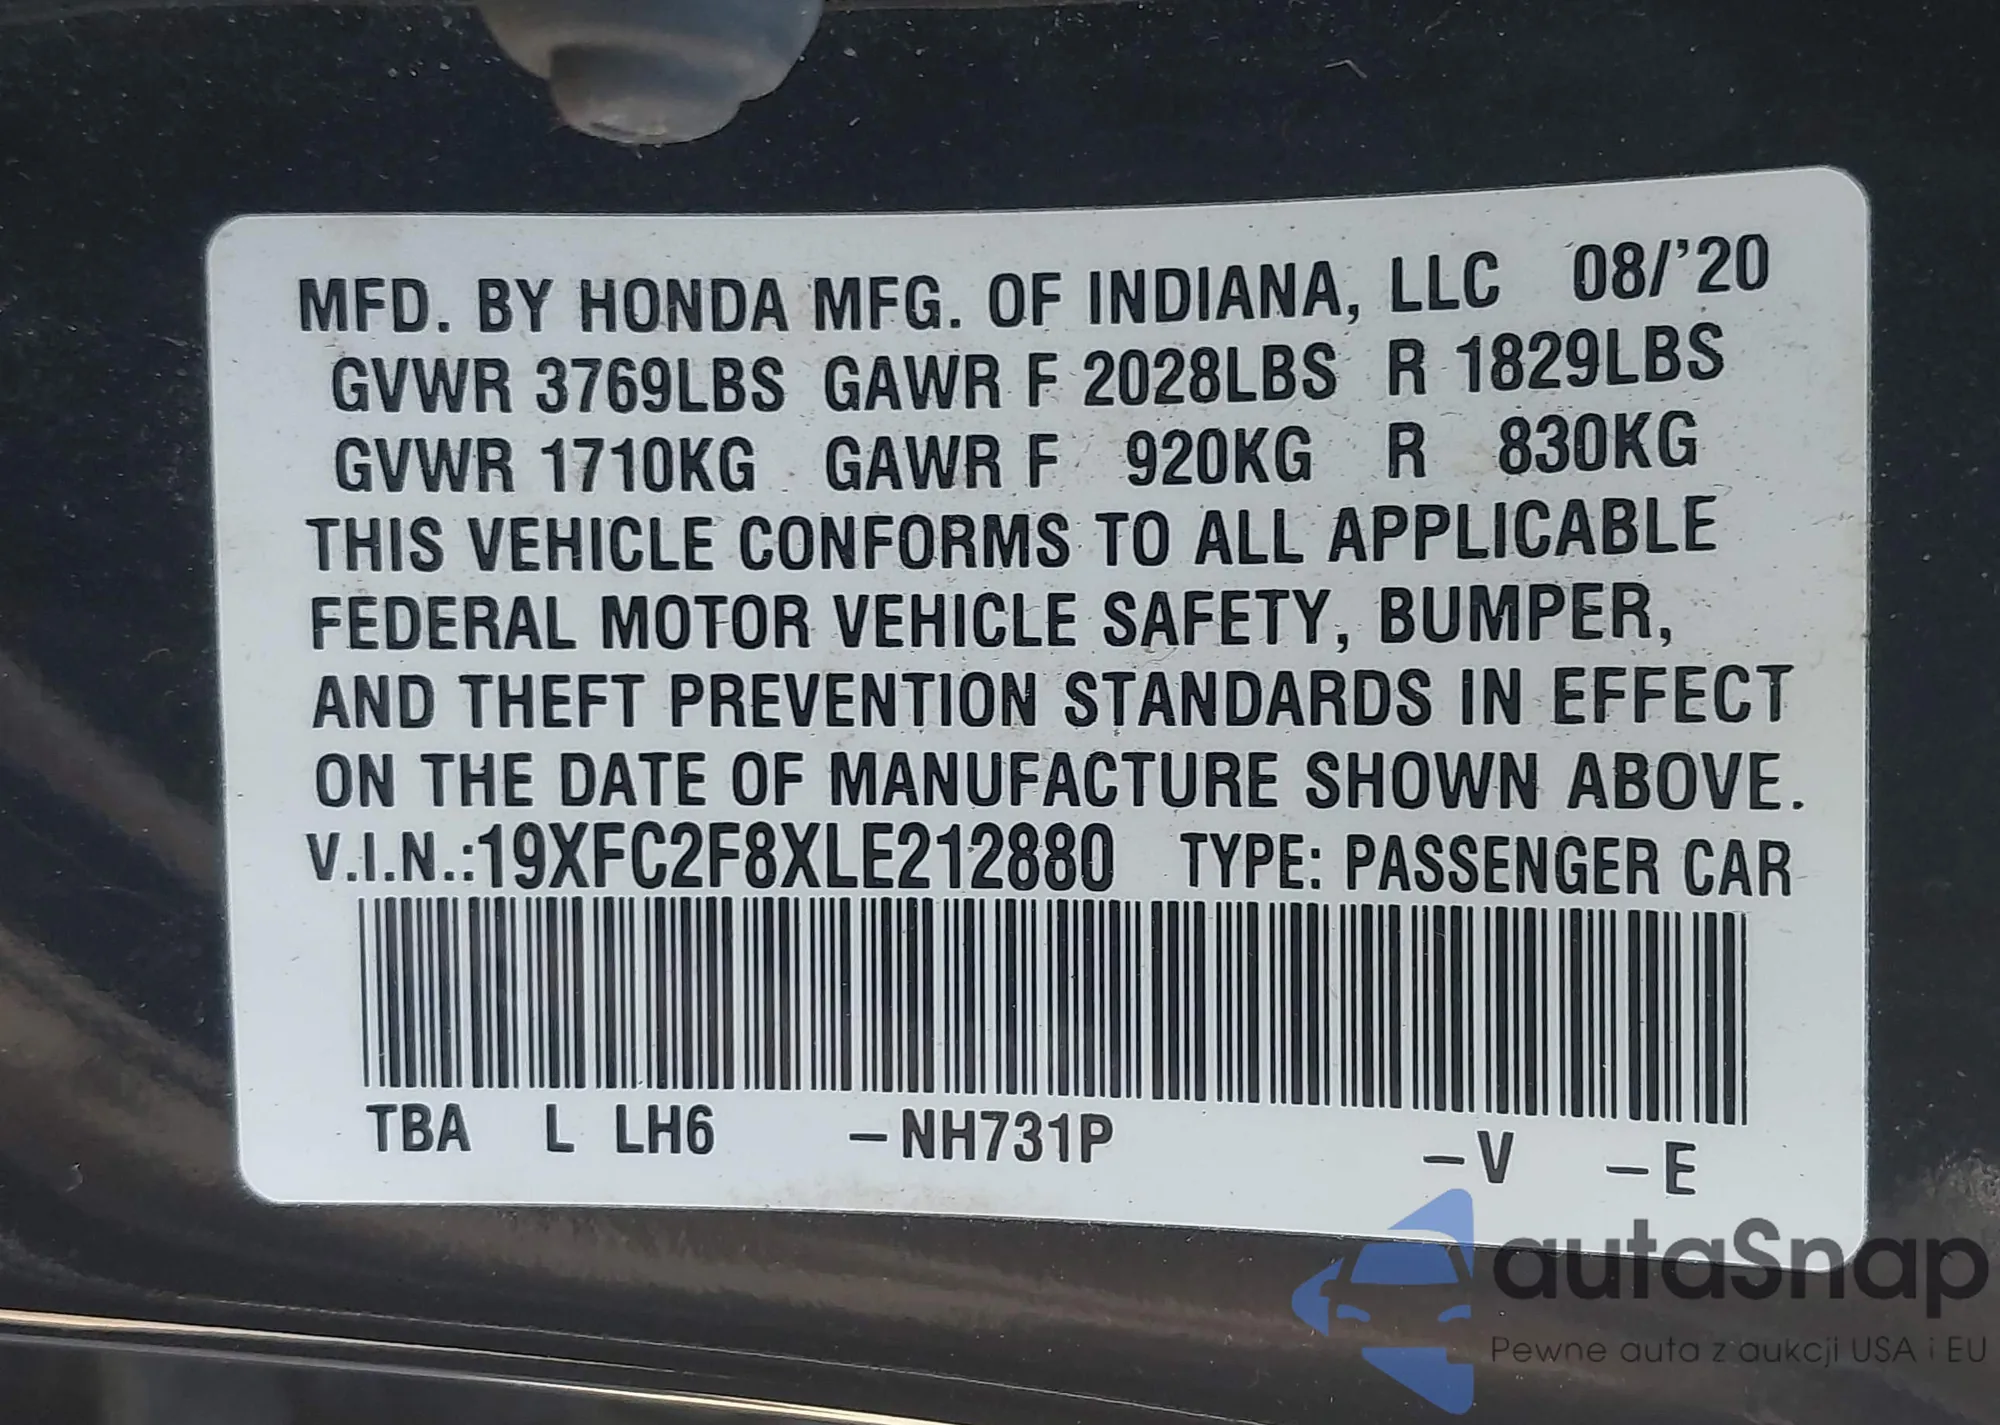 MFD. BY HONDA MFG. OF INDIANA, LLC 08/'20
GVWR 3769LBS GAWR F 2028LBS R 1829LBS
GVWR 1710KG GAWR F 920KG R 830KG
THIS VEHICLE CONFORMS TO ALL APPLICABLE
FEDERAL MOTOR VEHICLE SAFETY, BUMPER,
AND THEFT PREVENTION STANDARDS IN EFFECT
ON THE DATE OF MANUFACTURE SHOWN ABOVE.
V.I.N.:19XFC2F8XLE212880 TYPE: PASSENGER CAR
TBA L LH6 –NH731P –V –E
autaSnap
Pewne auta z aukcji USA i EU